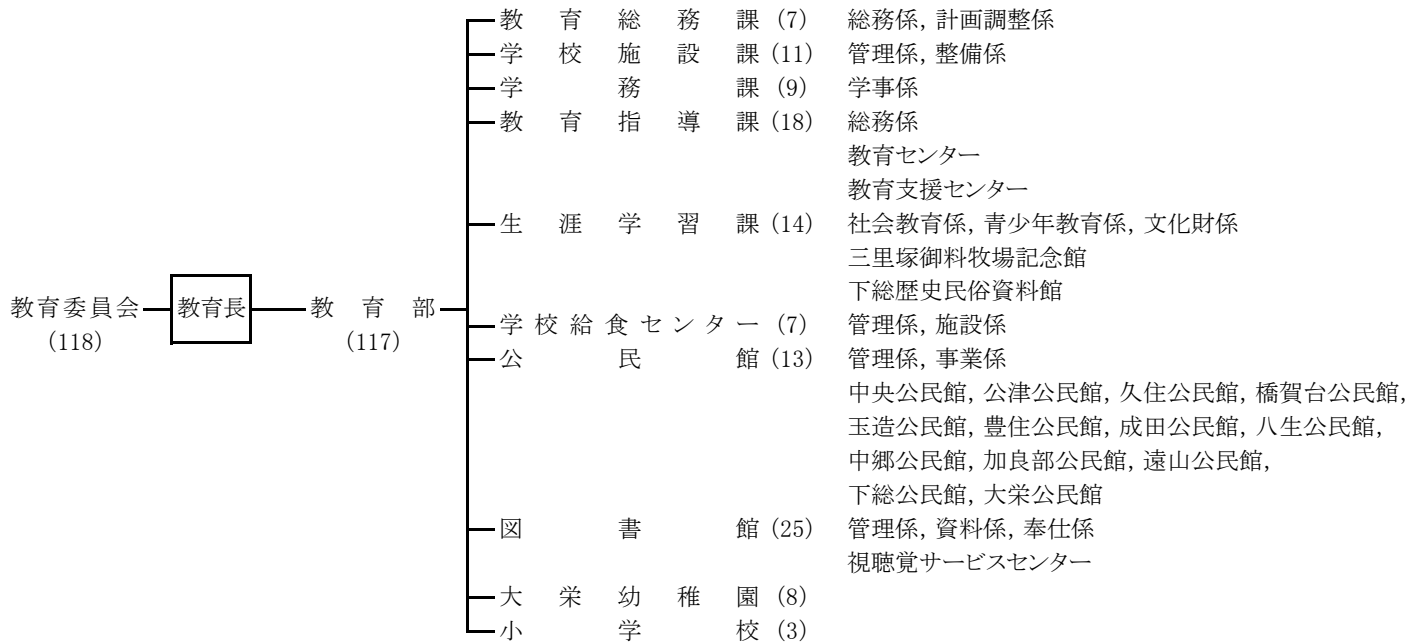 教育総務課 (7) 総務係, 計画調整係
学校施設課 (11) 管理係, 整備係
学務課 (9) 学事係
教育指導課 (18) 総務係
教育センター
教育支援センター
生涯学習課 (14) 社会教育係, 青少年教育係, 文化財係
三里塚御料牧場記念館
下総歴史民俗資料館
教育委員会 教育長 教育部
(118) (117)
学校給食センター (7) 管理係, 施設係
公民館 (13) 管理係, 事業係
中央公民館, 公津公民館, 久住公民館, 橋賀台公民館,
玉造公民館, 豊住公民館, 成田公民館, 八生公民館,
中郷公民館, 加良部公民館, 遠山公民館,
下総公民館, 大栄公民館
図書館 (25) 管理係, 資料係, 奉仕係
視聴覚サービスセンター
大栄幼稚園 (8)
小学校 (3)